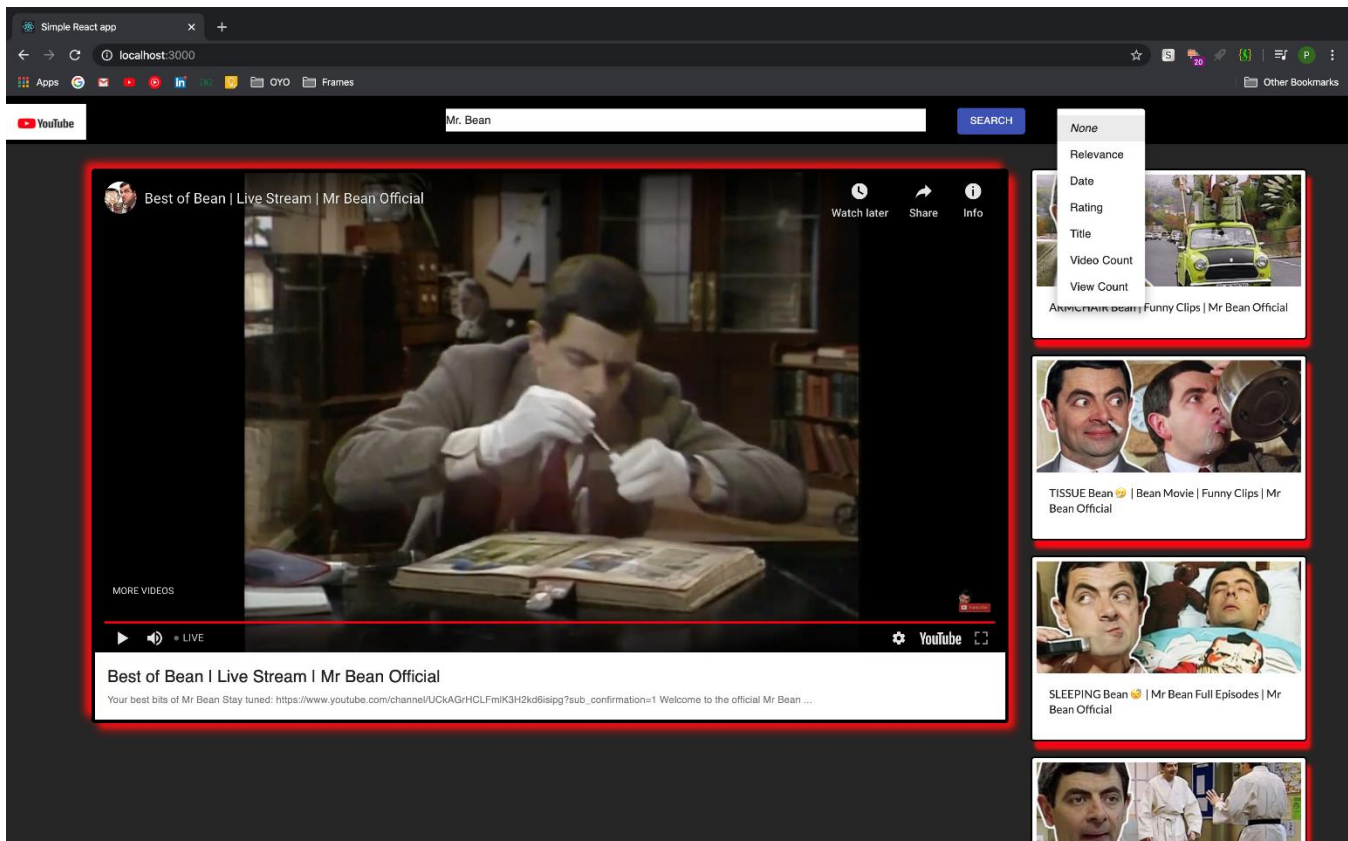 Simple React app
localhost:3000
S
20
{§}
P
Apps
G
in
OYO
Frames
Other Bookmarks
YouTube
Mr. Bean
SEARCH
None
Relevance
Date
Rating
Title
Video Count
View Count
Best of Bean | Live Stream | Mr Bean Official
Watch later
Share
Info
MORE VIDEOS
LIVE
YouTube
Best of Bean | Live Stream | Mr Bean Official
Your best bits of Mr Bean Stay tuned: https://www.youtube.com/channel/UCkAGrHCLFmlK3H2kd6isipg?sub_confirmation=1 Welcome to the official Mr Bean ...
ARMCHAIR Bean | Funny Clips | Mr Bean Official
TISSUE Bean 🤧 | Bean Movie | Funny Clips | Mr
Bean Official
SLEEPING Bean 😴 | Mr Bean Full Episodes | Mr
Bean Official